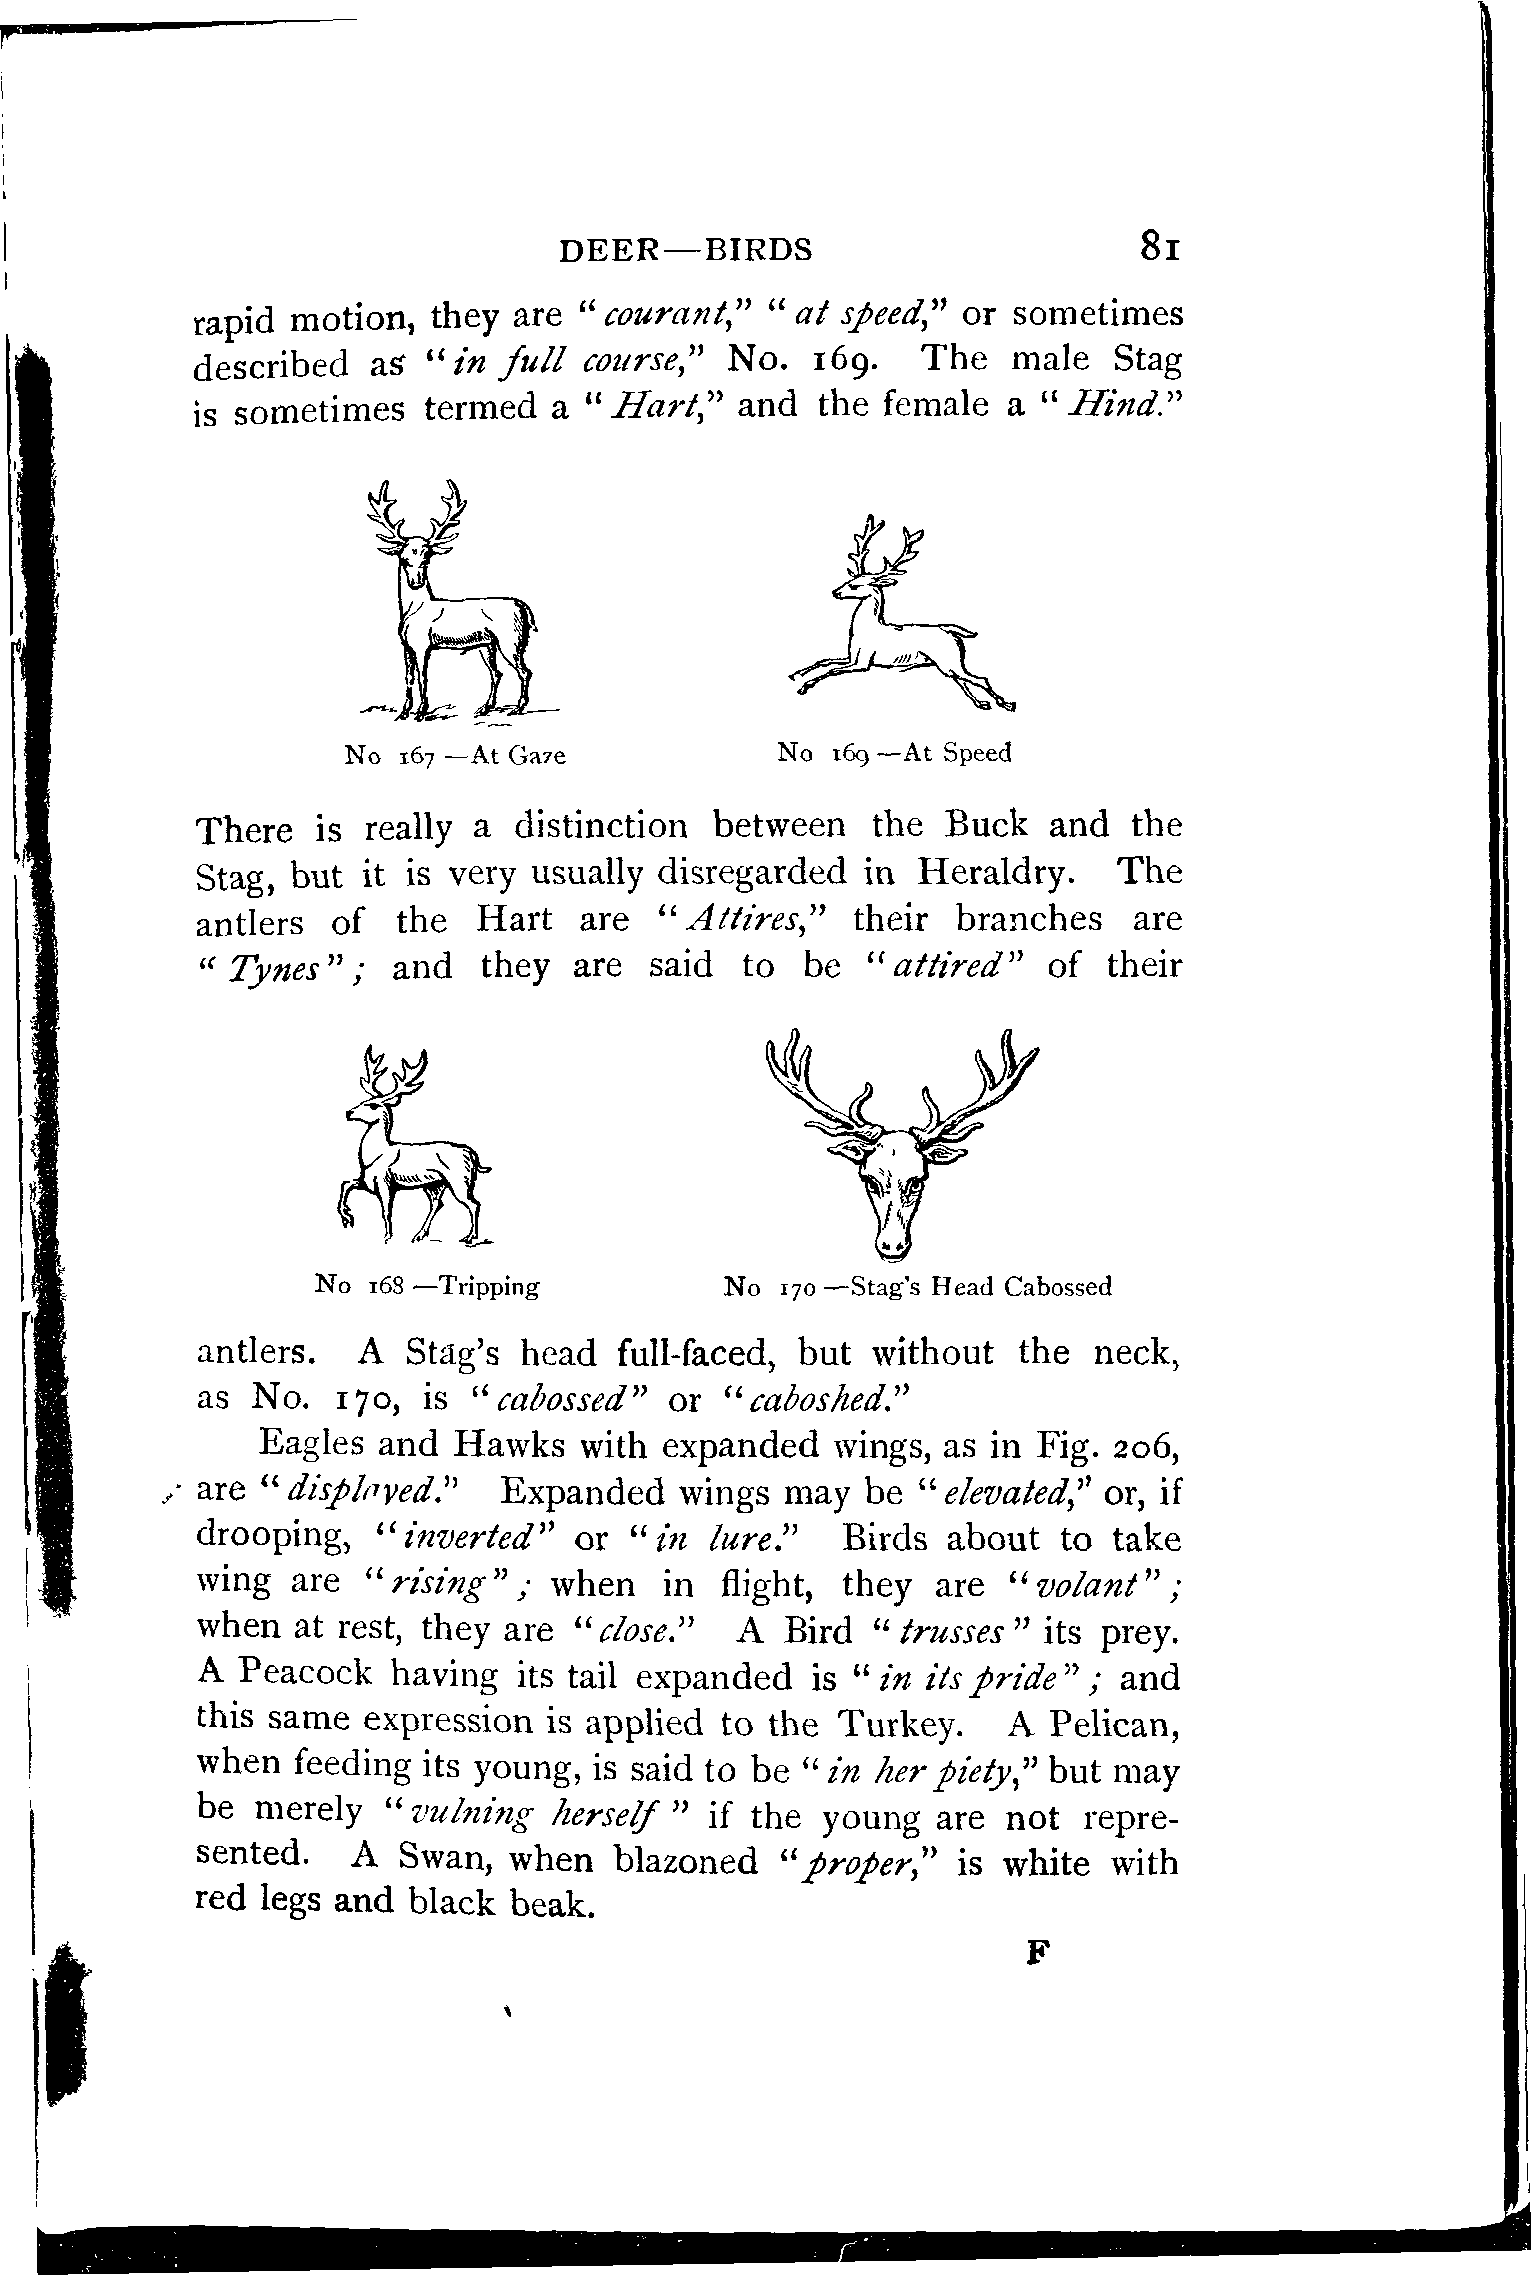 DEER—BIRDS 81
rapid motion, they are "courant," "at speed," or sometimes
described as "in full course," No. 169. The male Stag
is sometimes termed a "Hart," and the female a "Hind."
No 167 —At Gaze
No 169 —At Speed
There is really a distinction between the Buck and the
Stag, but it is very usually disregarded in Heraldry. The
antlers of the Hart are "Attires," their branches are
"Tynes"; and they are said to be "attired" of their
No 168 —Tripping
No 170 —Stag's Head Cabossed
antlers. A Stag's head full-faced, but without the neck,
as No. 170, is "cabossed" or "caboshed."
Eagles and Hawks with expanded wings, as in Fig. 206,
are "displayed." Expanded wings may be "elevated," or, if
drooping, "inverted" or "in lure." Birds about to take
wing are "rising"; when in flight, they are "volant";
when at rest, they are "close." A Bird "trusses" its prey.
A Peacock having its tail expanded is "in its pride"; and
this same expression is applied to the Turkey. A Pelican,
when feeding its young, is said to be "in her piety," but may
be merely "vulning herself" if the young are not repre-
sented. A Swan, when blazoned "proper," is white with
red legs and black beak.
F